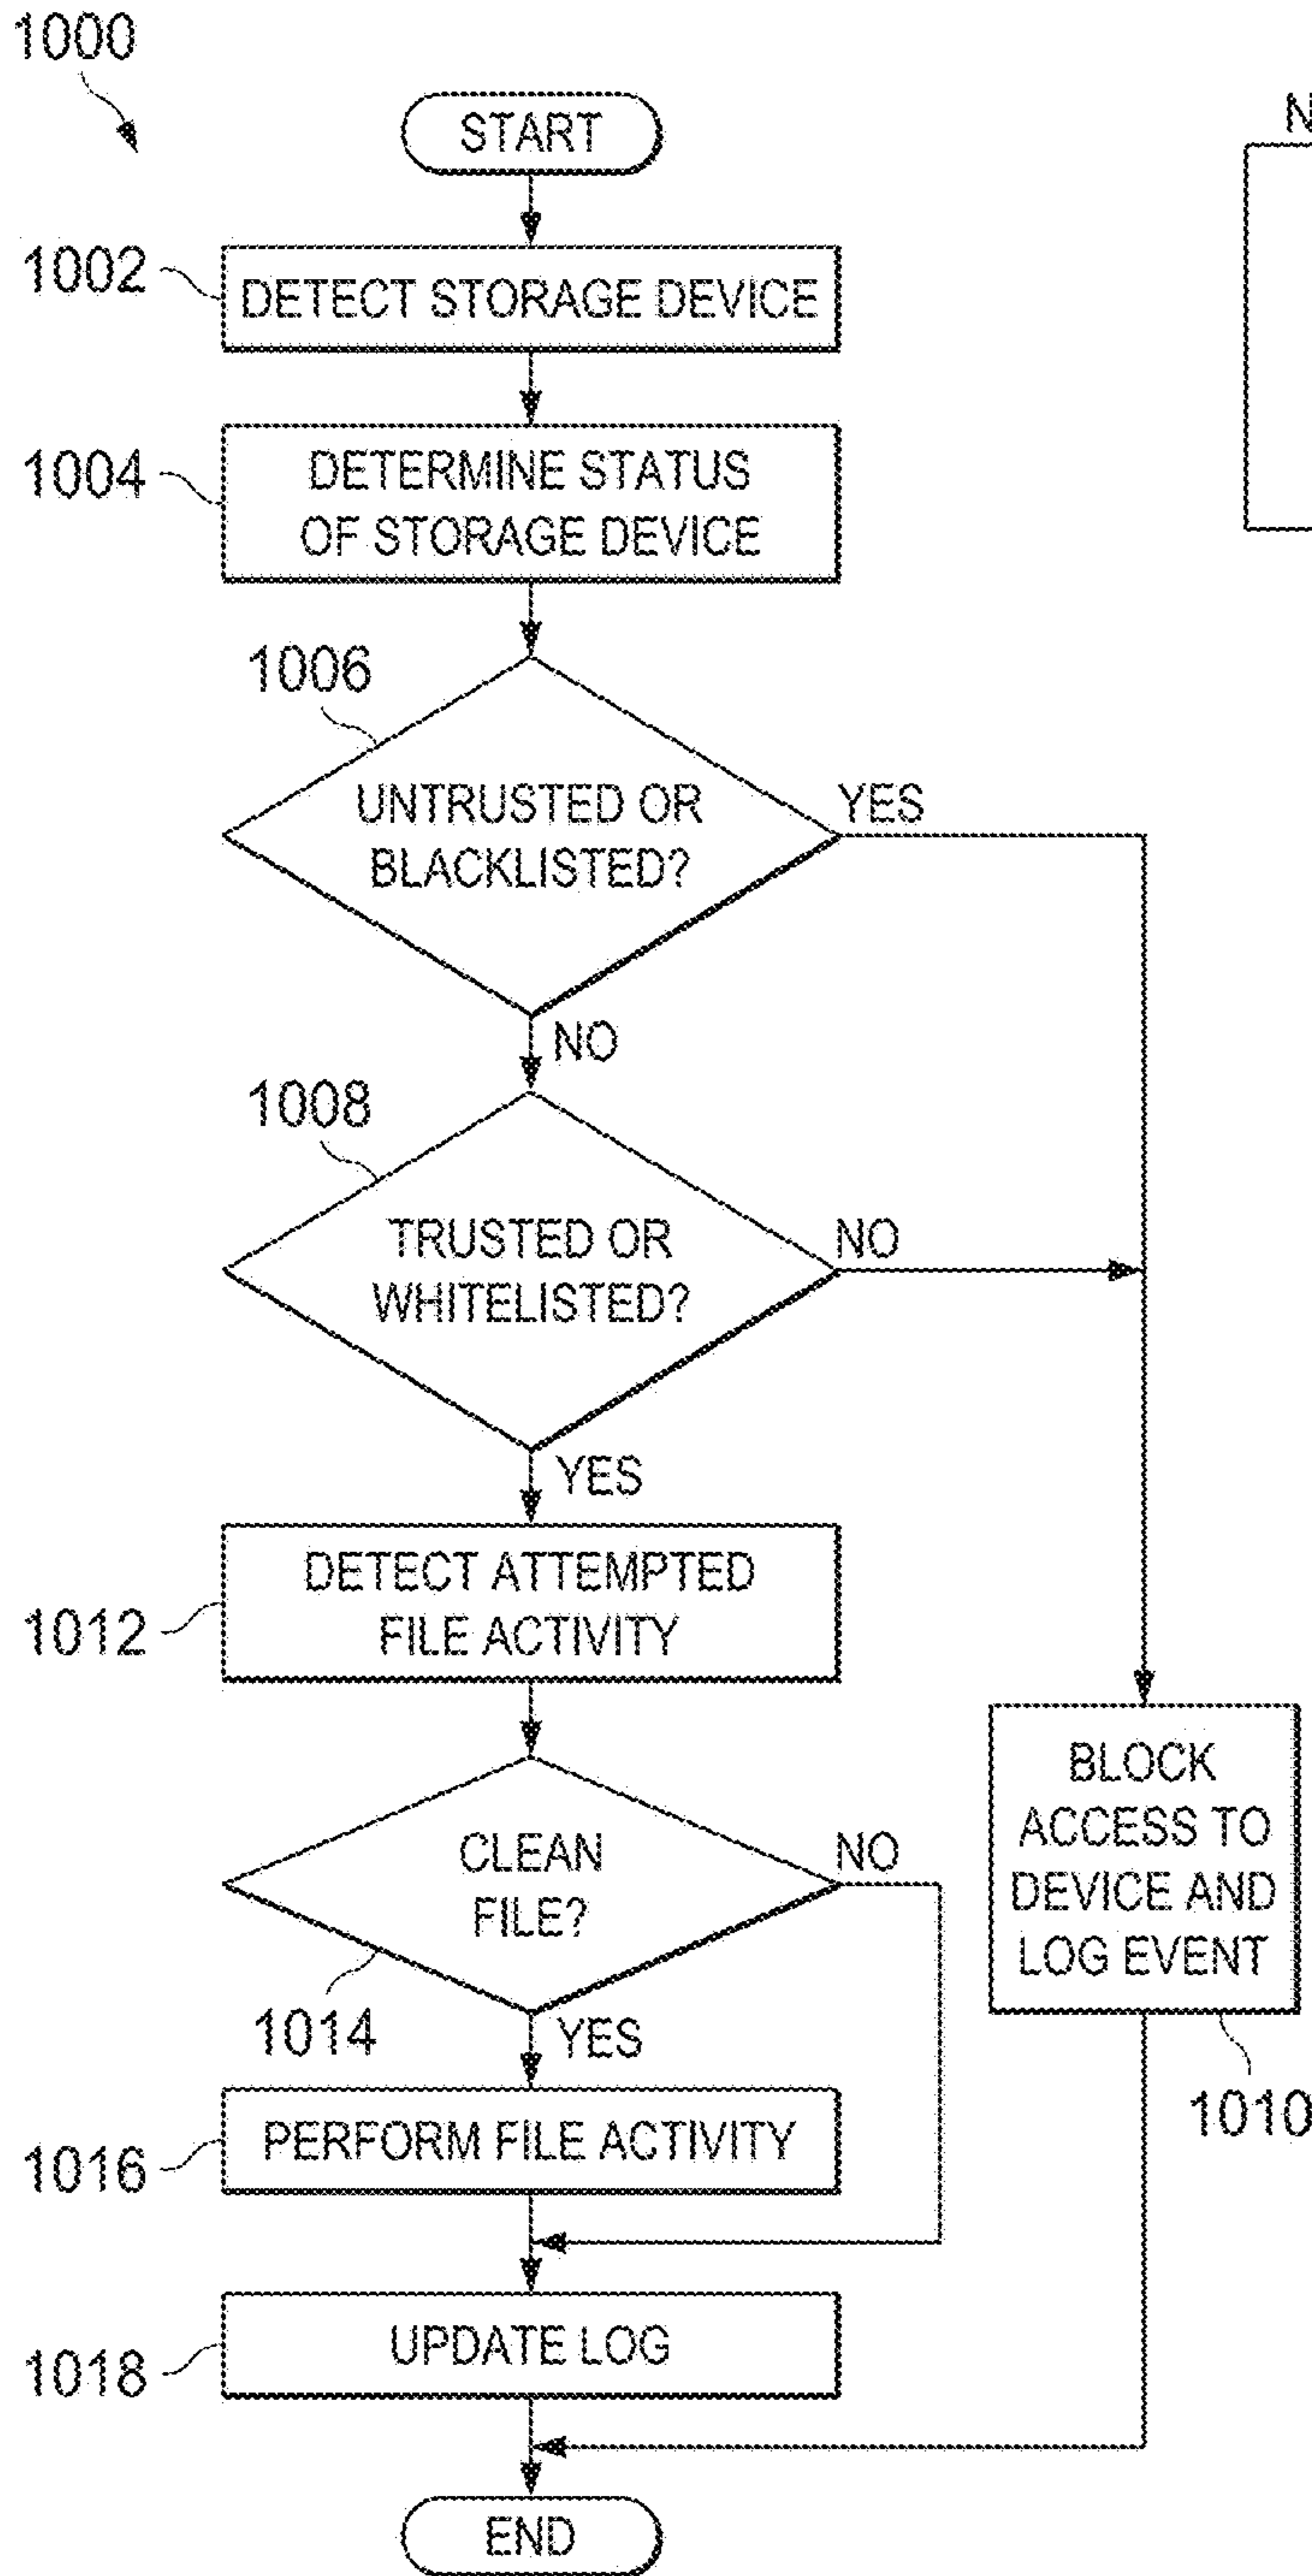 1000
START
1002
DETECT STORAGE DEVICE
1004
DETERMINE STATUS
OF STORAGE DEVICE
1006
UNTRUSTED OR
BLACKLISTED?
YES
NO
1008
TRUSTED OR
WHITELISTED?
NO
YES
1012
DETECT ATTEMPTED
FILE ACTIVITY
CLEAN
FILE?
NO
1014
YES
BLOCK
ACCESS TO
DEVICE AND
LOG EVENT
1010
1016
PERFORM FILE ACTIVITY
1018
UPDATE LOG
END